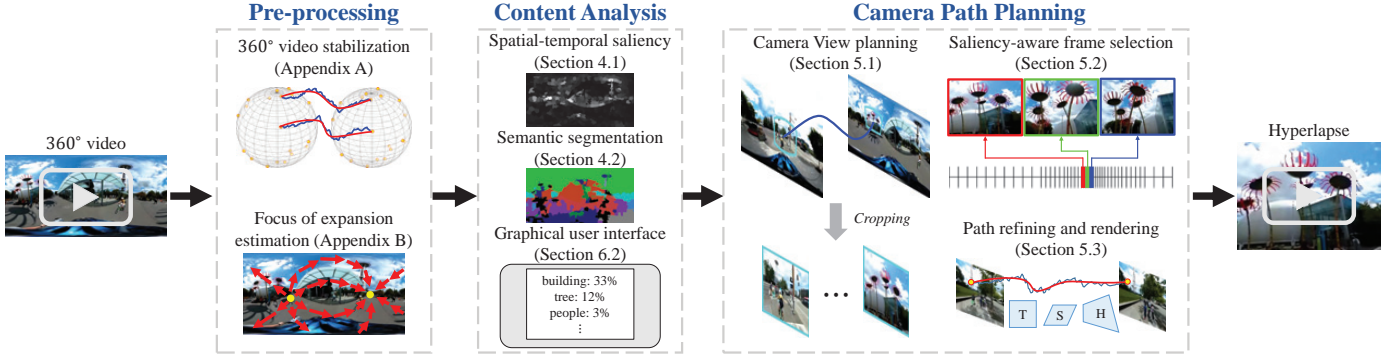 Pre-processing
Content Analysis
Camera Path Planning
360° video
360° video stabilization
(Appendix A)
Focus of expansion
estimation (Appendix B)
Spatial-temporal saliency
(Section 4.1)
Semantic segmentation
(Section 4.2)
Graphical user interface
(Section 6.2)
building: 33%
tree: 12%
people: 3%
⋮
Camera View planning
(Section 5.1)
Cropping
...
Saliency-aware frame selection
(Section 5.2)
Path refining and rendering
(Section 5.3)
T
S
H
Hyperlapse